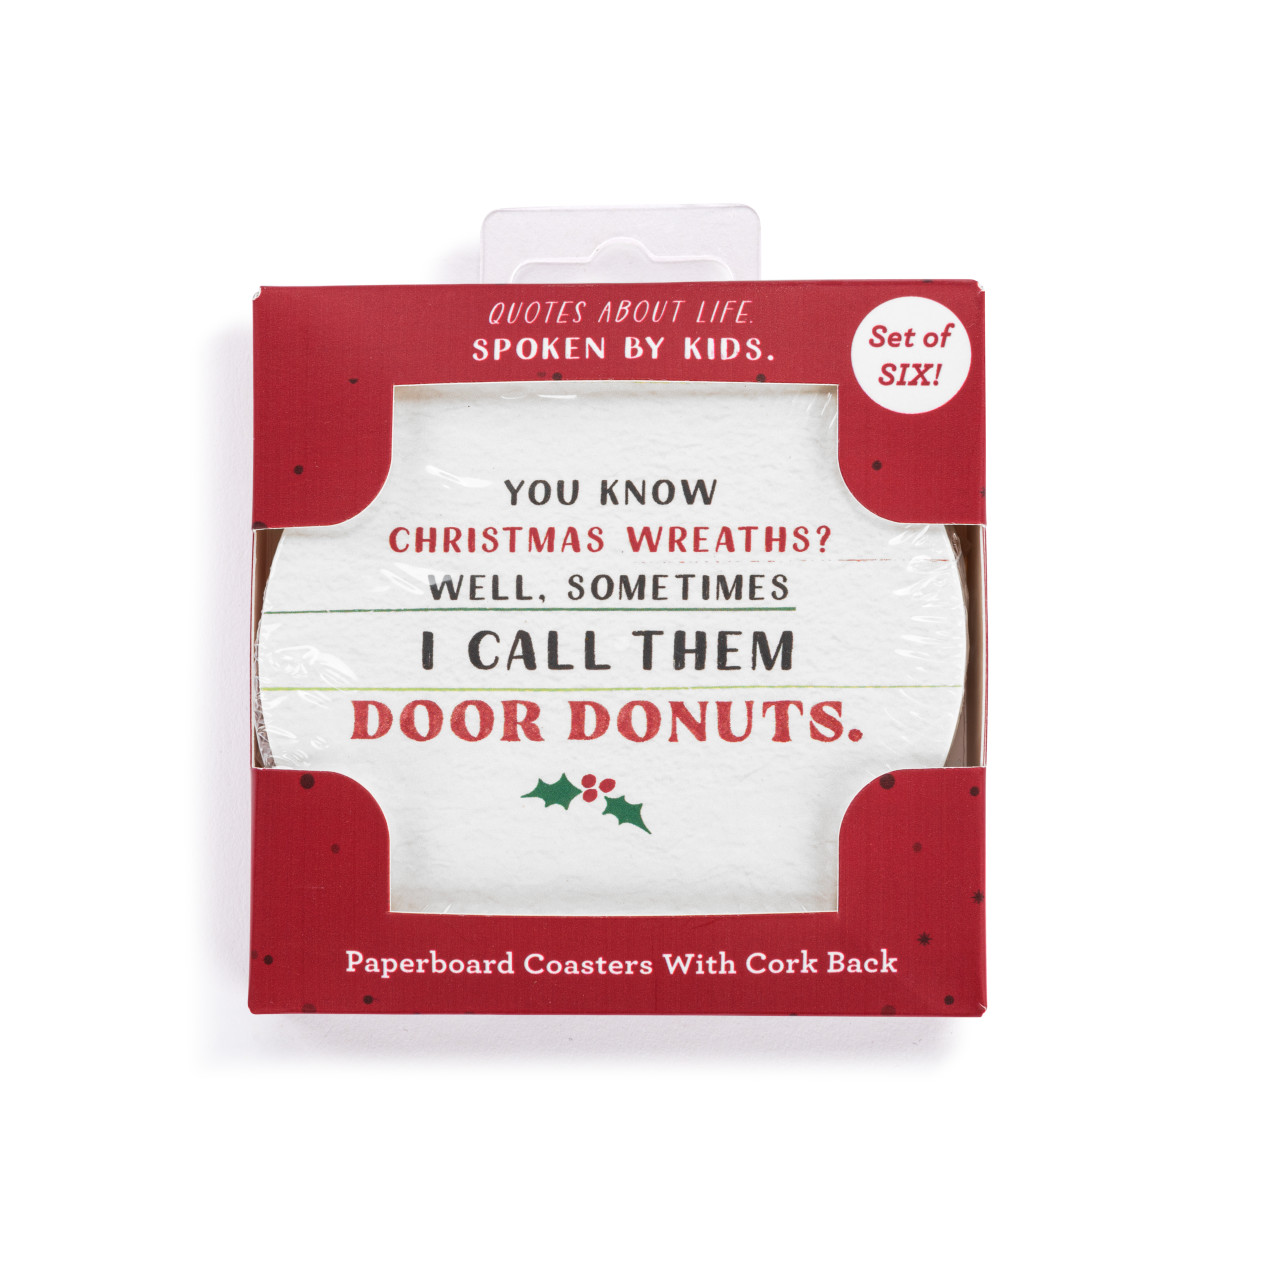 QUOTES ABOUT LIFE.
SPOKEN BY KIDS.
Set of
SIX!
YOU KNOW
CHRISTMAS WREATHS?
WELL, SOMETIMES
I CALL THEM
DOOR DONUTS.
Paperboard Coasters With Cork Back